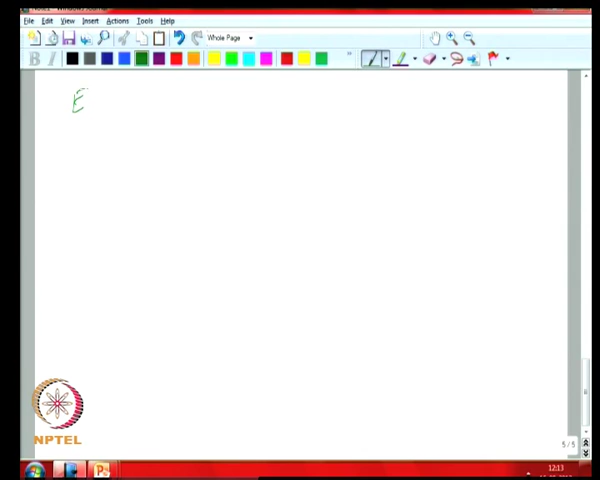 File Edit View Insert Actions Tools Help
Whole Page
B I
E
NPTEL
5 / 5
12:13